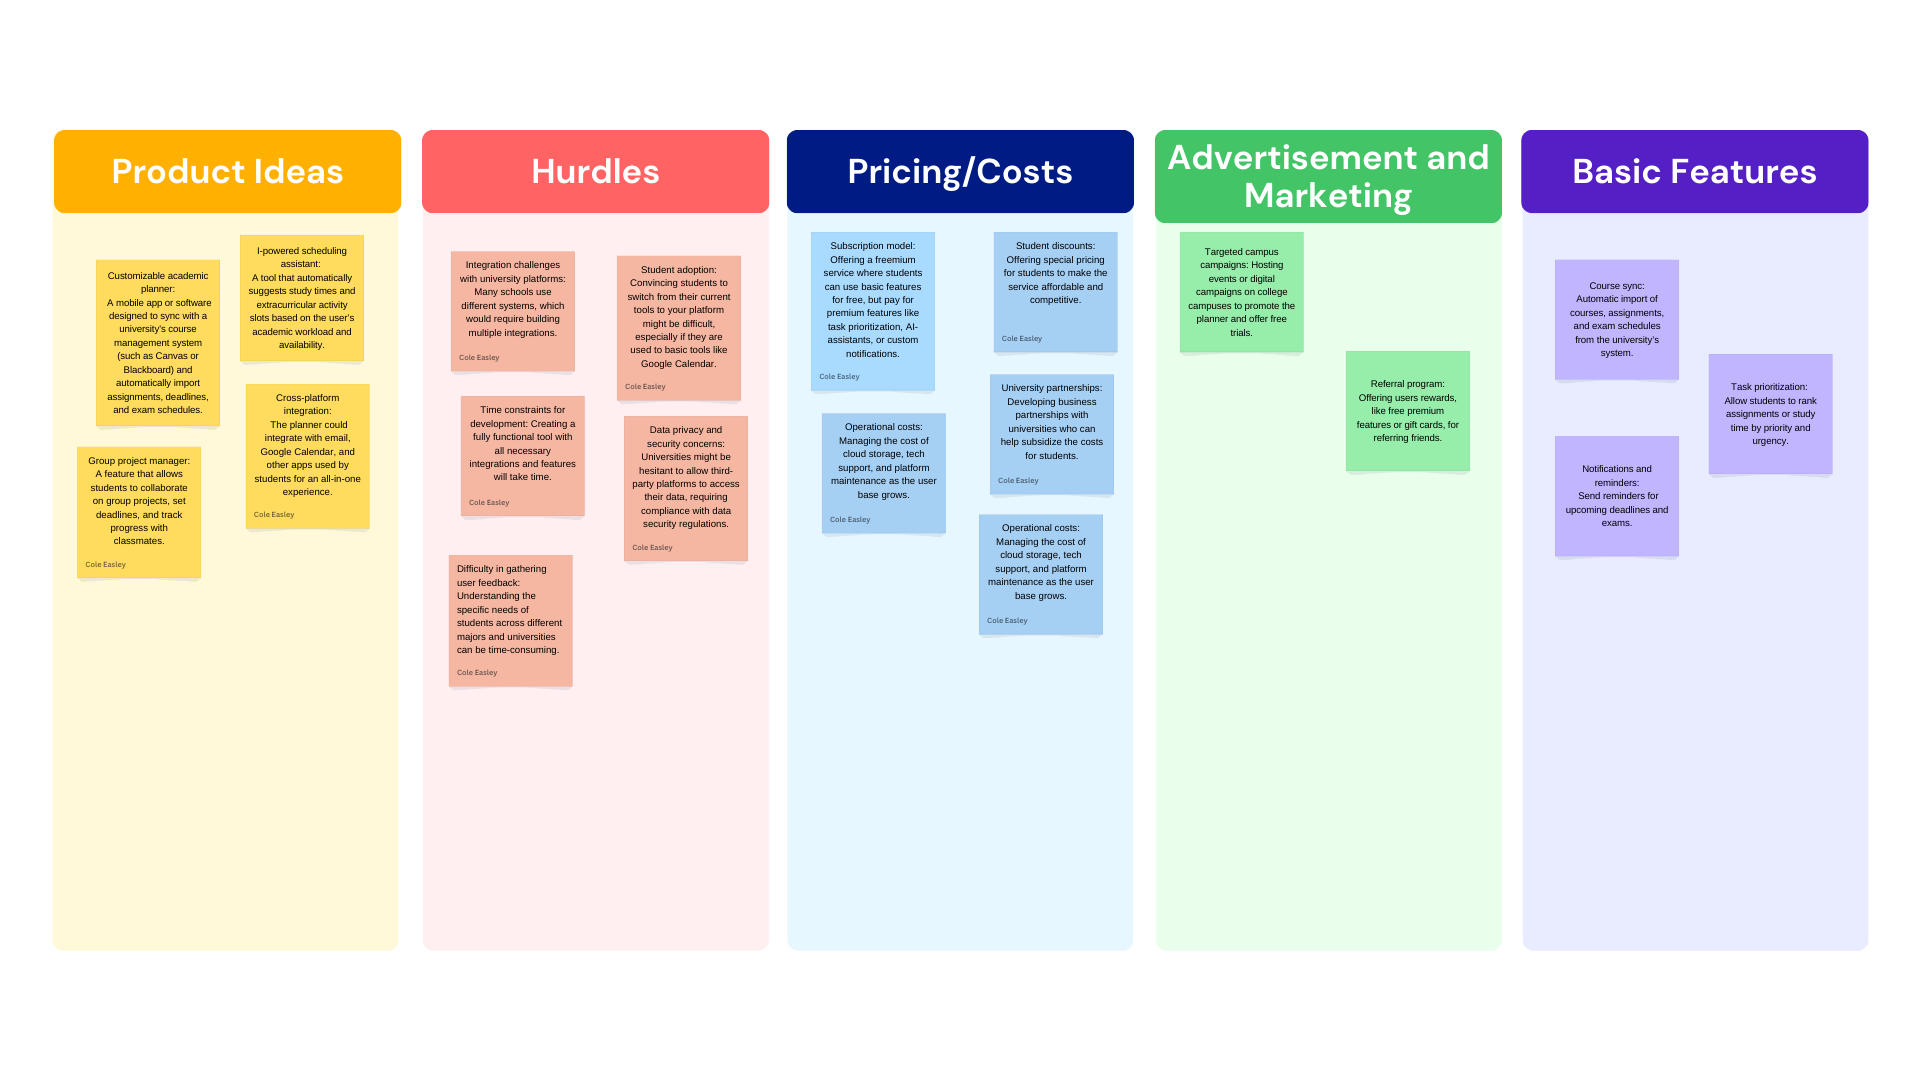 Product Ideas
Customizable academic
planner:
A mobile app or software
designed to sync with a
university's course
management system
(such as Canvas or
Blackboard) and
automatically import
assignments, deadlines,
and exam schedules.
I-powered scheduling
assistant:
A tool that automatically
suggests study times and
extracurricular activity
slots based on the user's
academic workload and
availability.
Group project manager:
A feature that allows
students to collaborate
on group projects, set
deadlines, and track
progress with
classmates.
Cole Easley
Cross-platform
integration:
The planner could
integrate with email,
Google Calendar, and
other apps used by
students for an all-in-one
experience.
Cole Easley
Hurdles
Integration challenges
with university platforms:
Many schools use
different systems, which
would require building
multiple integrations.
Cole Easley
Student adoption:
Convincing students to
switch from their current
tools to your platform
might be difficult,
especially if they are
used to basic tools like
Google Calendar.
Cole Easley
Time constraints for
development: Creating a
fully functional tool with
all necessary
integrations and features
will take time.
Cole Easley
Data privacy and
security concerns:
Universities might be
hesitant to allow third-
party platforms to access
their data, requiring
compliance with data
security regulations.
Cole Easley
Difficulty in gathering
user feedback:
Understanding the
specific needs of
students across different
majors and universities
can be time-consuming.
Cole Easley
Pricing/Costs
Subscription model:
Offering a freemium
service where students
can use basic features
for free, but pay for
premium features like
task prioritization, AI-
assistants, or custom
notifications.
Cole Easley
Student discounts:
Offering special pricing
for students to make the
service affordable and
competitive.
Cole Easley
Operational costs:
Managing the cost of
cloud storage, tech
support, and platform
maintenance as the user
base grows.
Cole Easley
University partnerships:
Developing business
partnerships with
universities who can
help subsidize the costs
for students.
Cole Easley
Operational costs:
Managing the cost of
cloud storage, tech
support, and platform
maintenance as the user
base grows.
Cole Easley
Advertisement and
Marketing
Targeted campus
campaigns: Hosting
events or digital
campaigns on college
campuses to promote the
planner and offer free
trials.
Referral program:
Offering users rewards,
like free premium
features or gift cards, for
referring friends.
Basic Features
Course sync:
Automatic import of
courses, assignments,
and exam schedules
from the university's
system.
Task prioritization:
Allow students to rank
assignments or study
time by priority and
urgency.
Notifications and
reminders:
Send reminders for
upcoming deadlines and
exams.